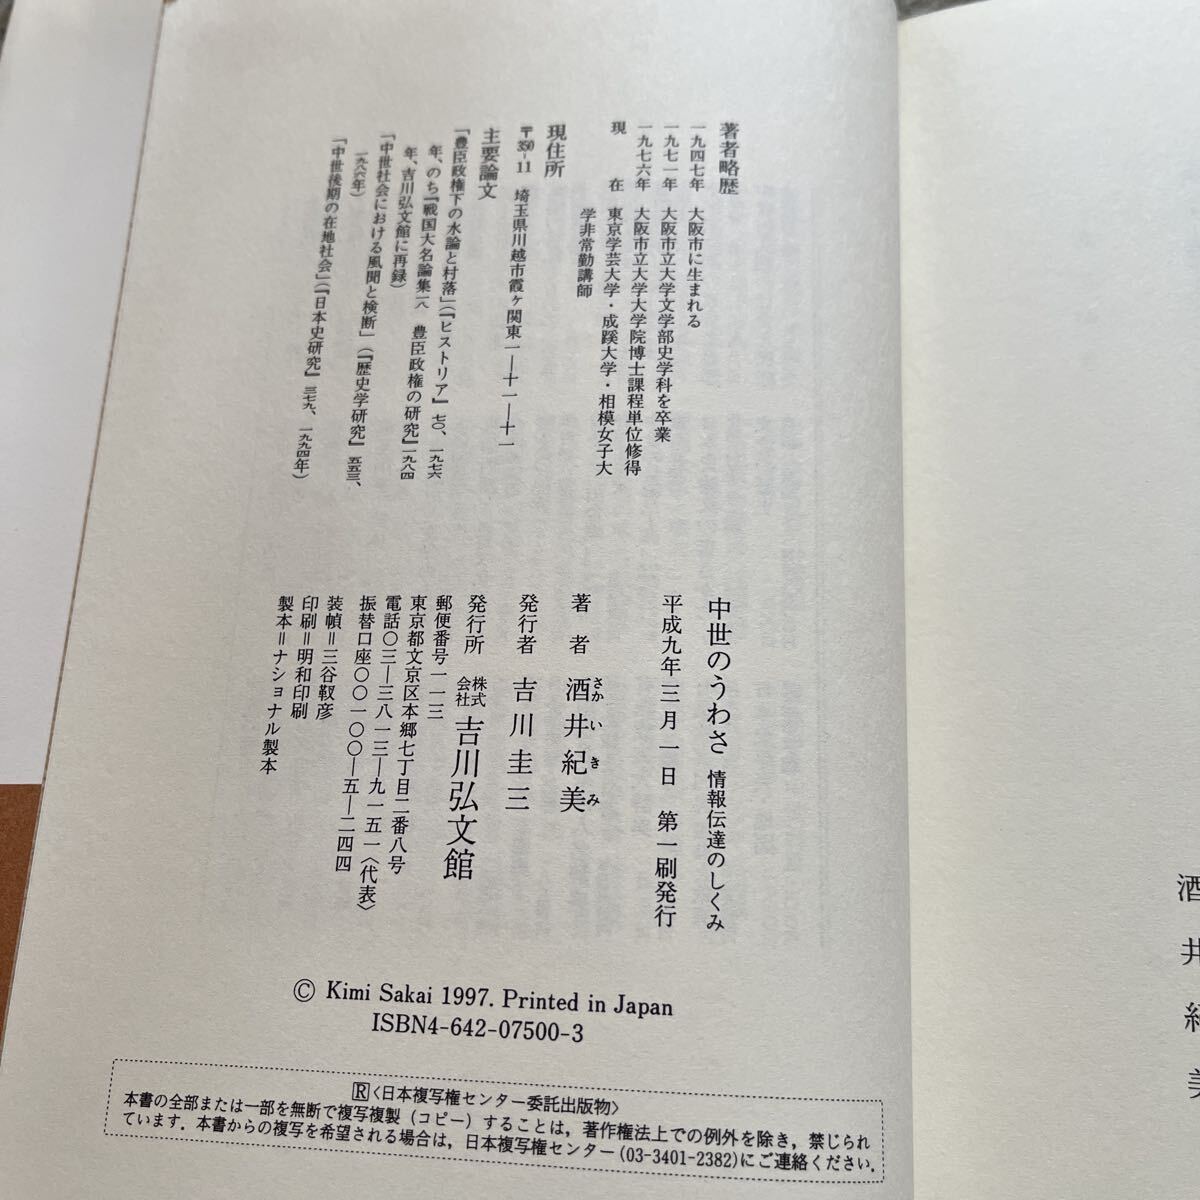 著者略歴
一九四七年 大阪市に生まれる
一九七一年 大阪市立大学文学部史学科を卒業
一九七六年 大阪市立大学大学院博士課程単位修得
現在 東京学芸大学・成蹊大学・相模女子大
学非常勤講師
現住所
〒350-11 埼玉県川越市霞ヶ関東一―十一―十一
主要論文
「豊臣政権下の水論と村落」(『ヒストリア』七〇、一九七六
年、のち『戦国大名論集一八 豊臣政権の研究』一九八四
年、吉川弘文館に再録)
「中世社会における風聞と検断」(『歴史学研究』五五三、
一九八六年)
「中世後期の在地社会」(『日本史研究』三七九、一九九四年)
中世のうわさ 情報伝達のしくみ
平成九年三月一日 第一刷発行
著者 酒井紀美
さかいきみ
発行者 吉川圭三
発行所 株式会社 吉川弘文館
郵便番号一一三
東京都文京区本郷七丁目二番八号
電話〇三―三八一三―九一五一〈代表〉
振替口座〇〇一〇〇―五―二四四
装幀=三谷靫彦
印刷=明和印刷
製本=ナショナル製本
© Kimi Sakai 1997. Printed in Japan
ISBN4-642-07500-3
R〈日本複写権センター委託出版物〉
本書の全部または一部を無断で複写複製(コピー)することは,著作権法上での例外を除き,禁じられ
ています.本書からの複写を希望される場合は,日本複写権センター(03-3401-2382)にご連絡ください.
酒井紀美